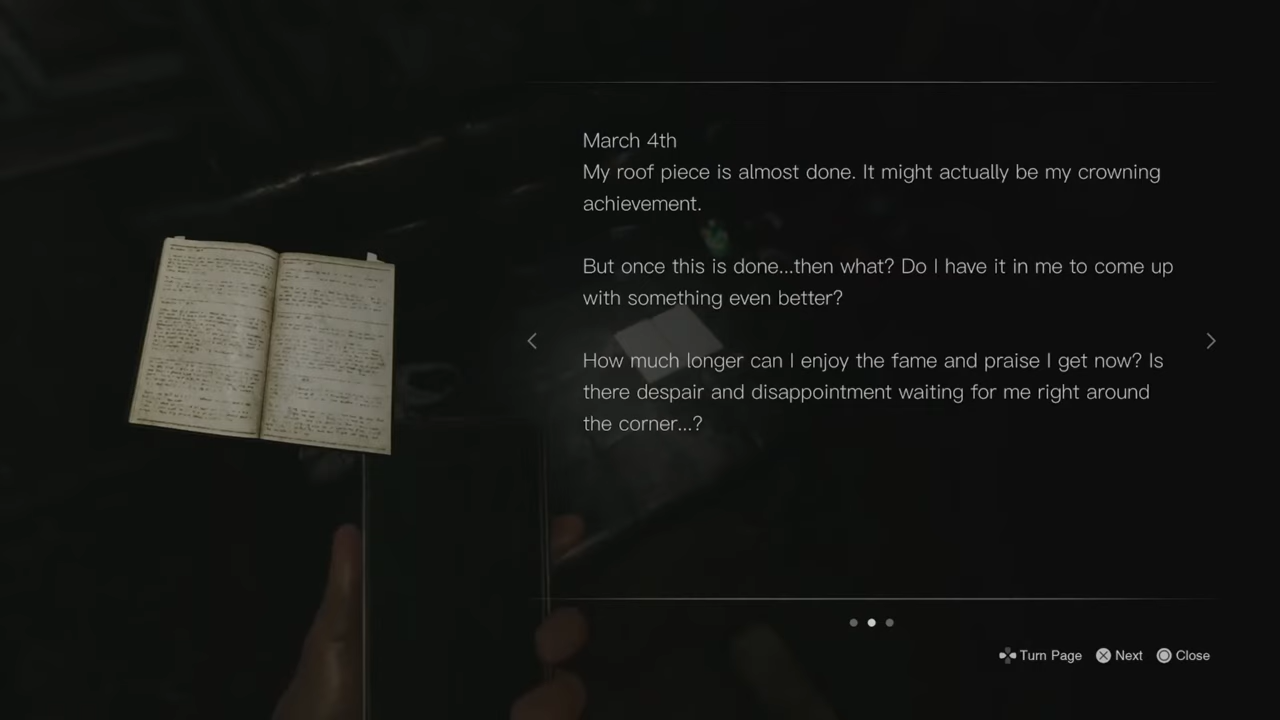 March 4th
My roof piece is almost done. It might actually be my crowning
achievement.
But once this is done...then what? Do I have it in me to come up
with something even better?
How much longer can I enjoy the fame and praise I get now? Is
there despair and disappointment waiting for me right around
the corner...?
Turn Page Next Close